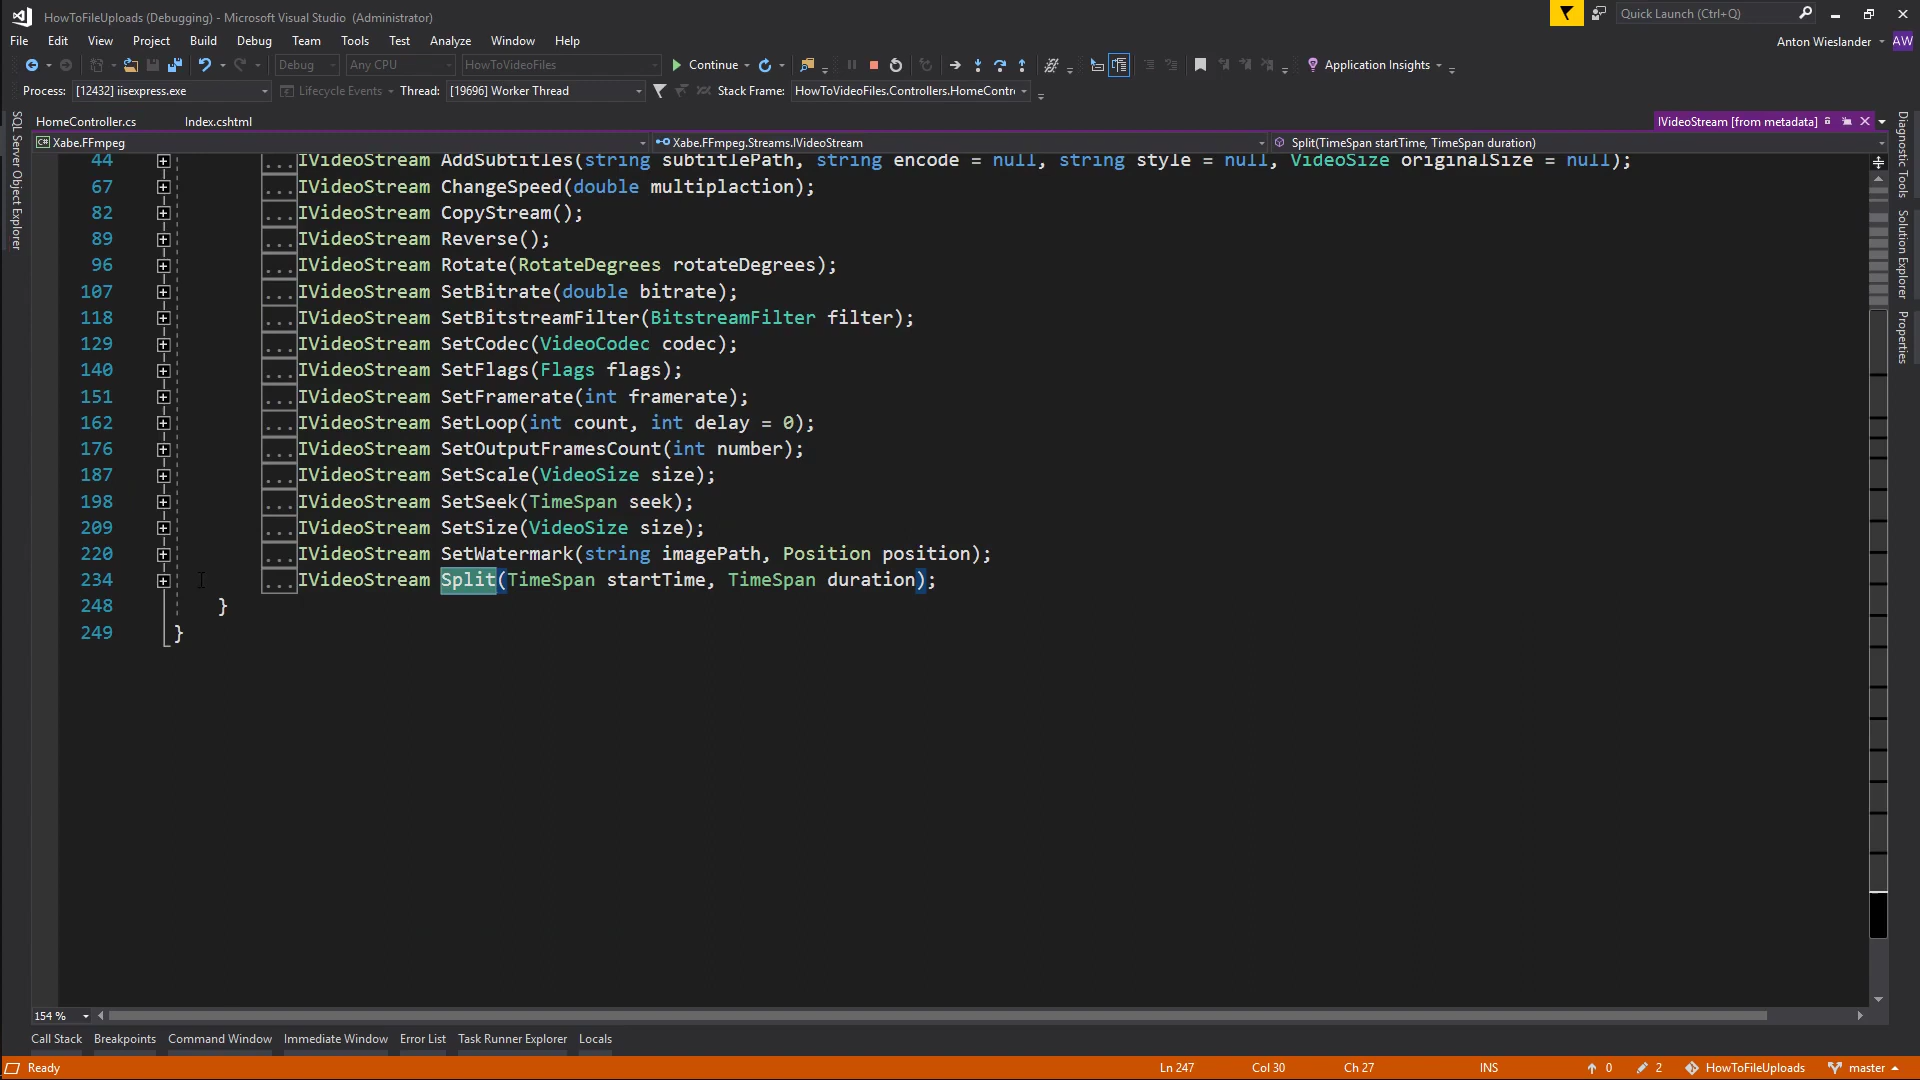 HowToFileUploads (Debugging) - Microsoft Visual Studio (Administrator)
Quick Launch (Ctrl+Q)
File Edit View Project Build Debug Team Tools Test Analyze Window Help
Anton Wieslander AW
Debug Any CPU HowToVideoFiles Continue Application Insights
Process: [12432] iisexpress.exe Lifecycle Events Thread: [19696] Worker Thread Stack Frame: HowToVideoFiles.Controllers.HomeContr
HomeController.cs Index.cshtml IVideoStream [from metadata]
Xabe.FFmpeg Xabe.FFmpeg.Streams.IVideoStream Split(TimeSpan startTime, TimeSpan duration)
44 ...IVideoStream AddSubtitles(string subtitlePath, string encode = null, string style = null, VideoSize originalSize = null);
67 ...IVideoStream ChangeSpeed(double multiplaction);
82 ...IVideoStream CopyStream();
89 ...IVideoStream Reverse();
96 ...IVideoStream Rotate(RotateDegrees rotateDegrees);
107 ...IVideoStream SetBitrate(double bitrate);
118 ...IVideoStream SetBitstreamFilter(BitstreamFilter filter);
129 ...IVideoStream SetCodec(VideoCodec codec);
140 ...IVideoStream SetFlags(Flags flags);
151 ...IVideoStream SetFramerate(int framerate);
162 ...IVideoStream SetLoop(int count, int delay = 0);
176 ...IVideoStream SetOutputFramesCount(int number);
187 ...IVideoStream SetScale(VideoSize size);
198 ...IVideoStream SetSeek(TimeSpan seek);
209 ...IVideoStream SetSize(VideoSize size);
220 ...IVideoStream SetWatermark(string imagePath, Position position);
234 ...IVideoStream Split(TimeSpan startTime, TimeSpan duration);
248 }
249 }
SQL Server Object Explorer
Diagnostic Tools
Solution Explorer
Properties
154 %
Call Stack Breakpoints Command Window Immediate Window Error List Task Runner Explorer Locals
Ready Ln 247 Col 30 Ch 27 INS 0 2 HowToFileUploads master